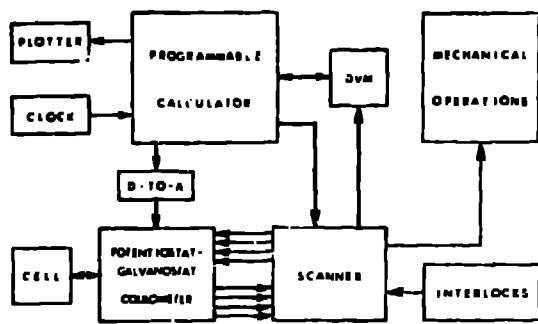 PLOTTER
PROGRAMMABLE
CALCULATOR
CLOCK
DVM
MECHANICAL
OPERATIONS
D-TO-A
CELL
POTENTIOSTAT-
GALVANOSTAT
COULOMETER
SCANNER
INTERLOCKS